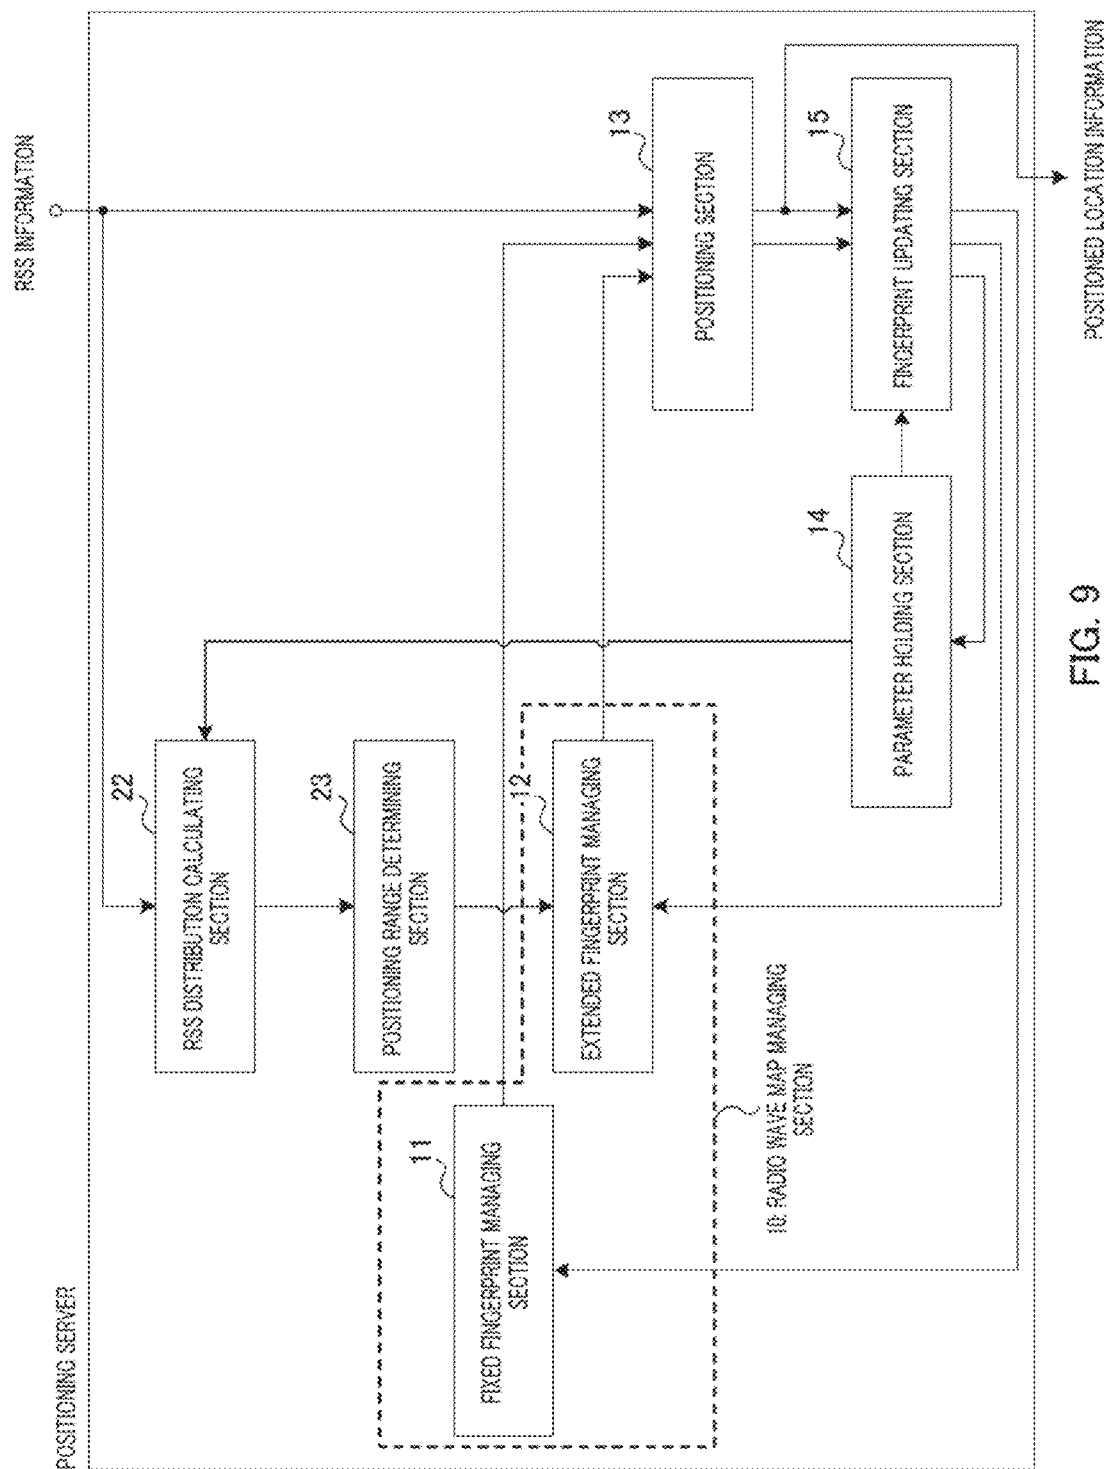 POSITIONING SERVER
RSS INFORMATION
22
RSS DISTRIBUTION CALCULATING
SECTION
23
POSITIONING RANGE DETERMINING
SECTION
11
FIXED FINGERPRINT MANAGING
SECTION
12
EXTENDED FINGERPRINT MANAGING
SECTION
13
POSITIONING SECTION
10: RADIO WAVE MAP MANAGING
SECTION
14
PARAMETER HOLDING SECTION
15
FINGERPRINT UPDATING SECTION
POSITIONED LOCATION INFORMATION
FIG. 9